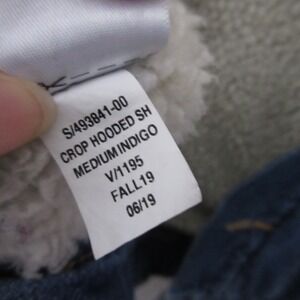 S/493841-00
CROP HOODED SH
MEDIUM INDIGO
V/1195
FALL19
06/19